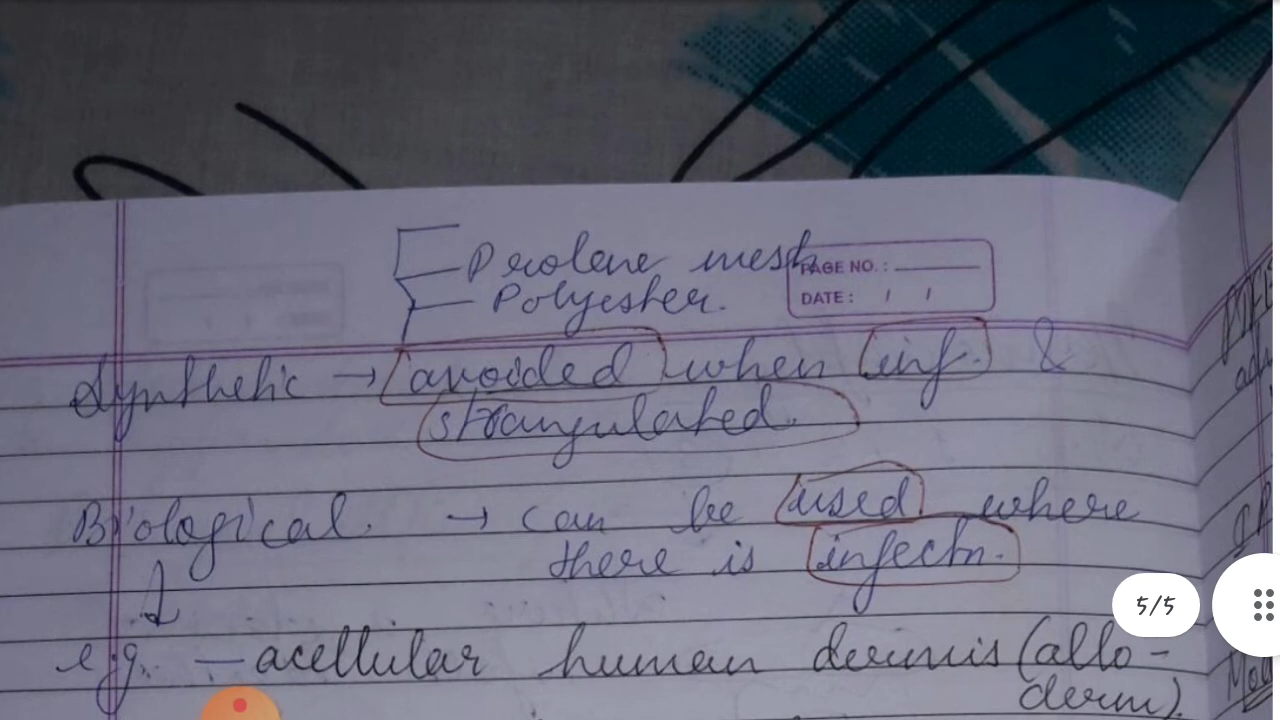 Prolene mesh
PAGE NO. :
Polyester.
DATE : / /
Synthetic → avoided when inf. &
strangulated.
Biological. → can be used where
there is infectn.
5/5
e.g. — acellular human dermis (allo-
derm).